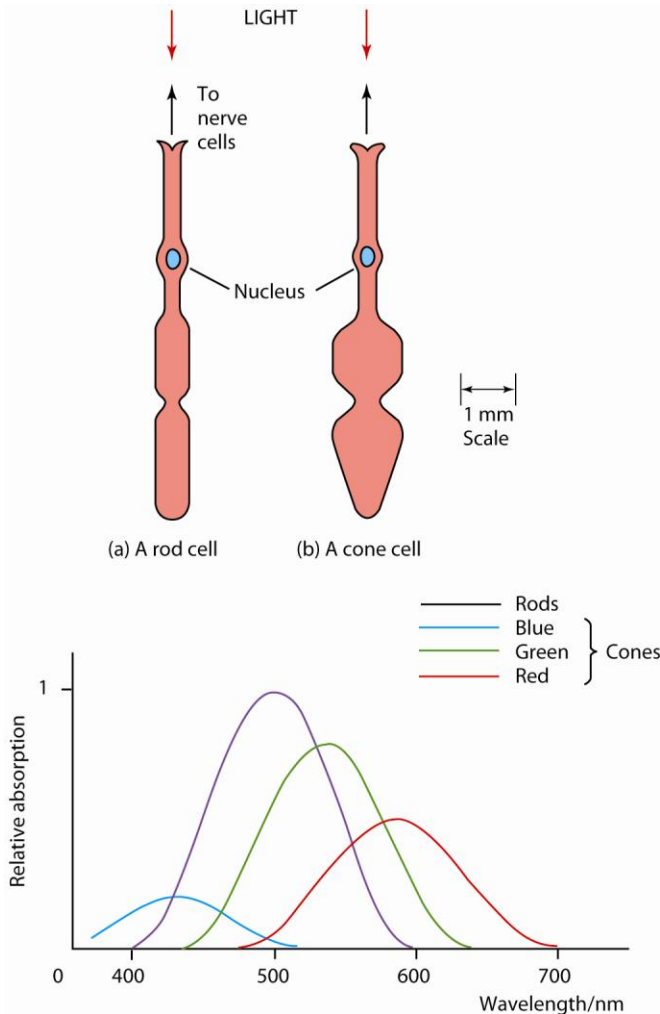 LIGHT
To
nerve
cells
Nucleus
1 mm
Scale
(a) A rod cell
(b) A cone cell
Rods
Blue
Green
Red
Cones
1
Relative absorption
0
400
500
600
700
Wavelength/nm